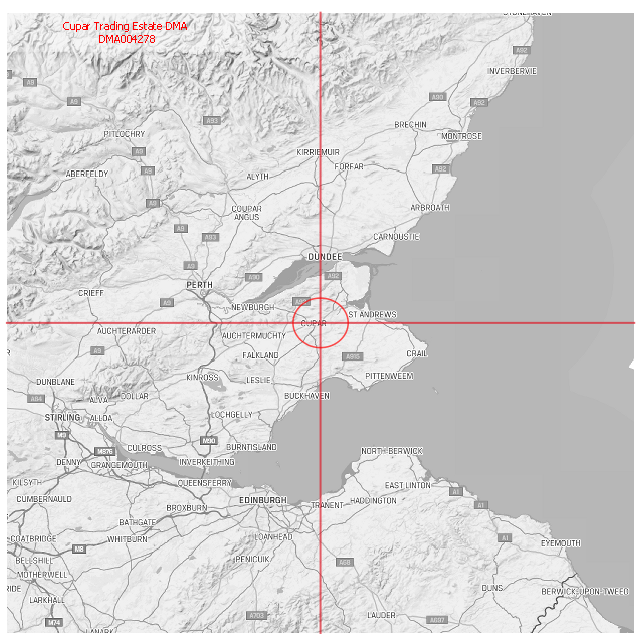 Cupar Trading Estate DMA
DMA004278
STONEHAVEN
A92
INVERBERVIE
A9
A9
A90
A92
A93
BRECHIN
MONTROSE
PITLOCHRY
A9
KIRRIEMUIR
FORFAR
A9
A92
ABERFELDY
ALYTH
A9
COUPAR
ANGUS
ARBROATH
A9
A93
CARNOUSTIE
DUNDEE
A9
A90
A92
PERTH
CRIEFF
A9
NEWBURGH
ST ANDREWS
CUPAR
AUCHTERARDER
AUCHTERMUCHTY
A9
FALKLAND
A915
CRAIL
KINROSS
LESLIE
PITTENWEEM
DUNBLANE
A84
ALVA
DOLLAR
BUCKHAVEN
STIRLING
ALLOA
LOCHGELLY
M9
M90
CULROSS
BURNTISLAND
M876
NORTH BERWICK
DENNY
GRANGEMOUTH
INVERKEITHING
KILSYTH
QUEENSFERRY
EAST LINTON
A1
CUMBERNAULD
EDINBURGH
HADDINGTON
BROXBURN
TRANENT
A1
BATHGATE
COATBRIDGE
WHITBURN
LOANHEAD
A1
EYEMOUTH
M8
BELLSHILL
PENICUIK
A68
MOTHERWELL
RIDE
DUNS
BERWICK-UPON-TWEED
LARKHALL
A703
LAUDER
A697
M74
LANARK